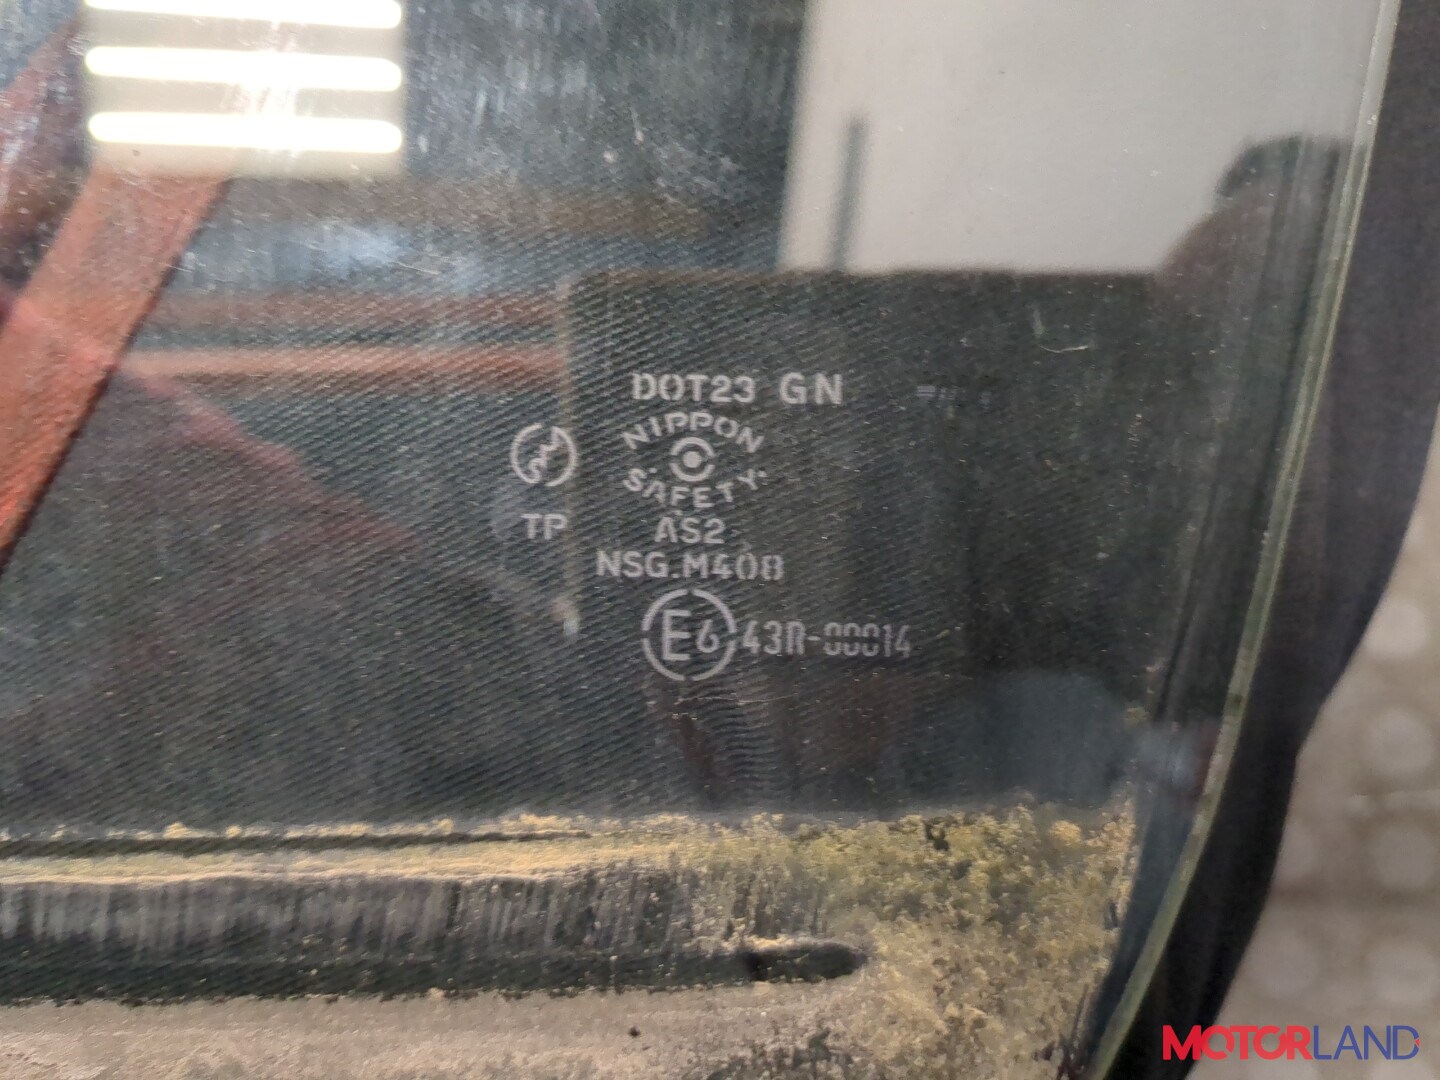 DOT23 GN
NIPPON
SAFETY
TP
AS2
NSG.M408
E6 43R-00014
MOTORLAND